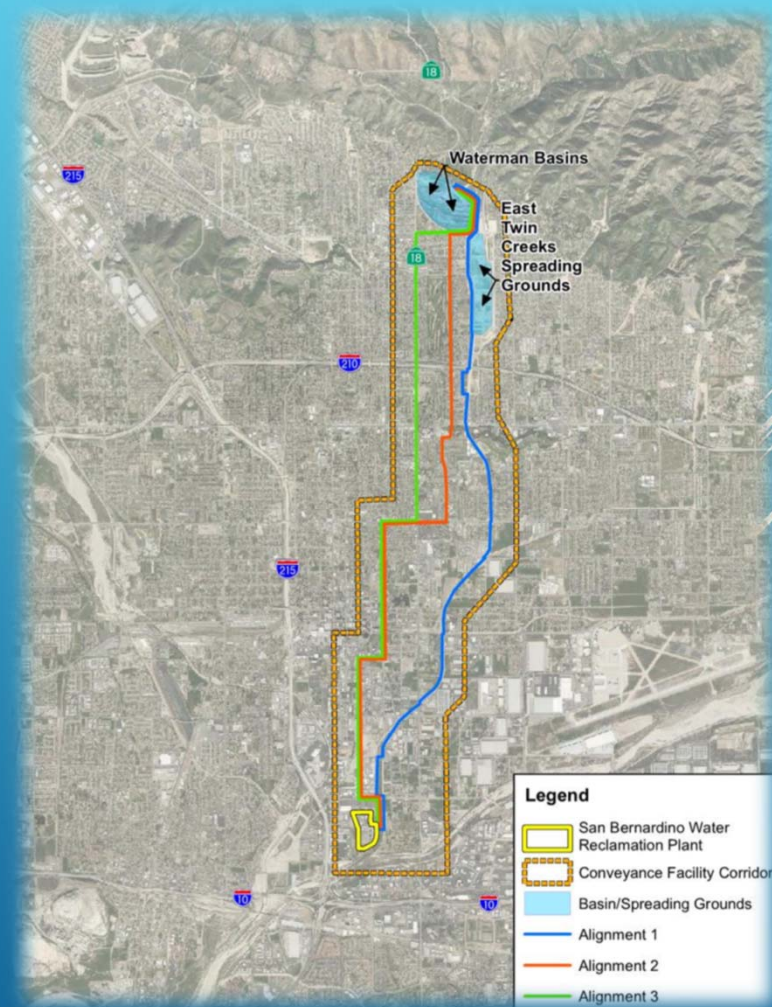 18
215
Waterman Basins
East
Twin
Creeks
Spreading
Grounds
18
210
215
10
10
Legend
San Bernardino Water
Reclamation Plant
Conveyance Facility Corridor
Basin/Spreading Grounds
Alignment 1
Alignment 2
Alignment 3